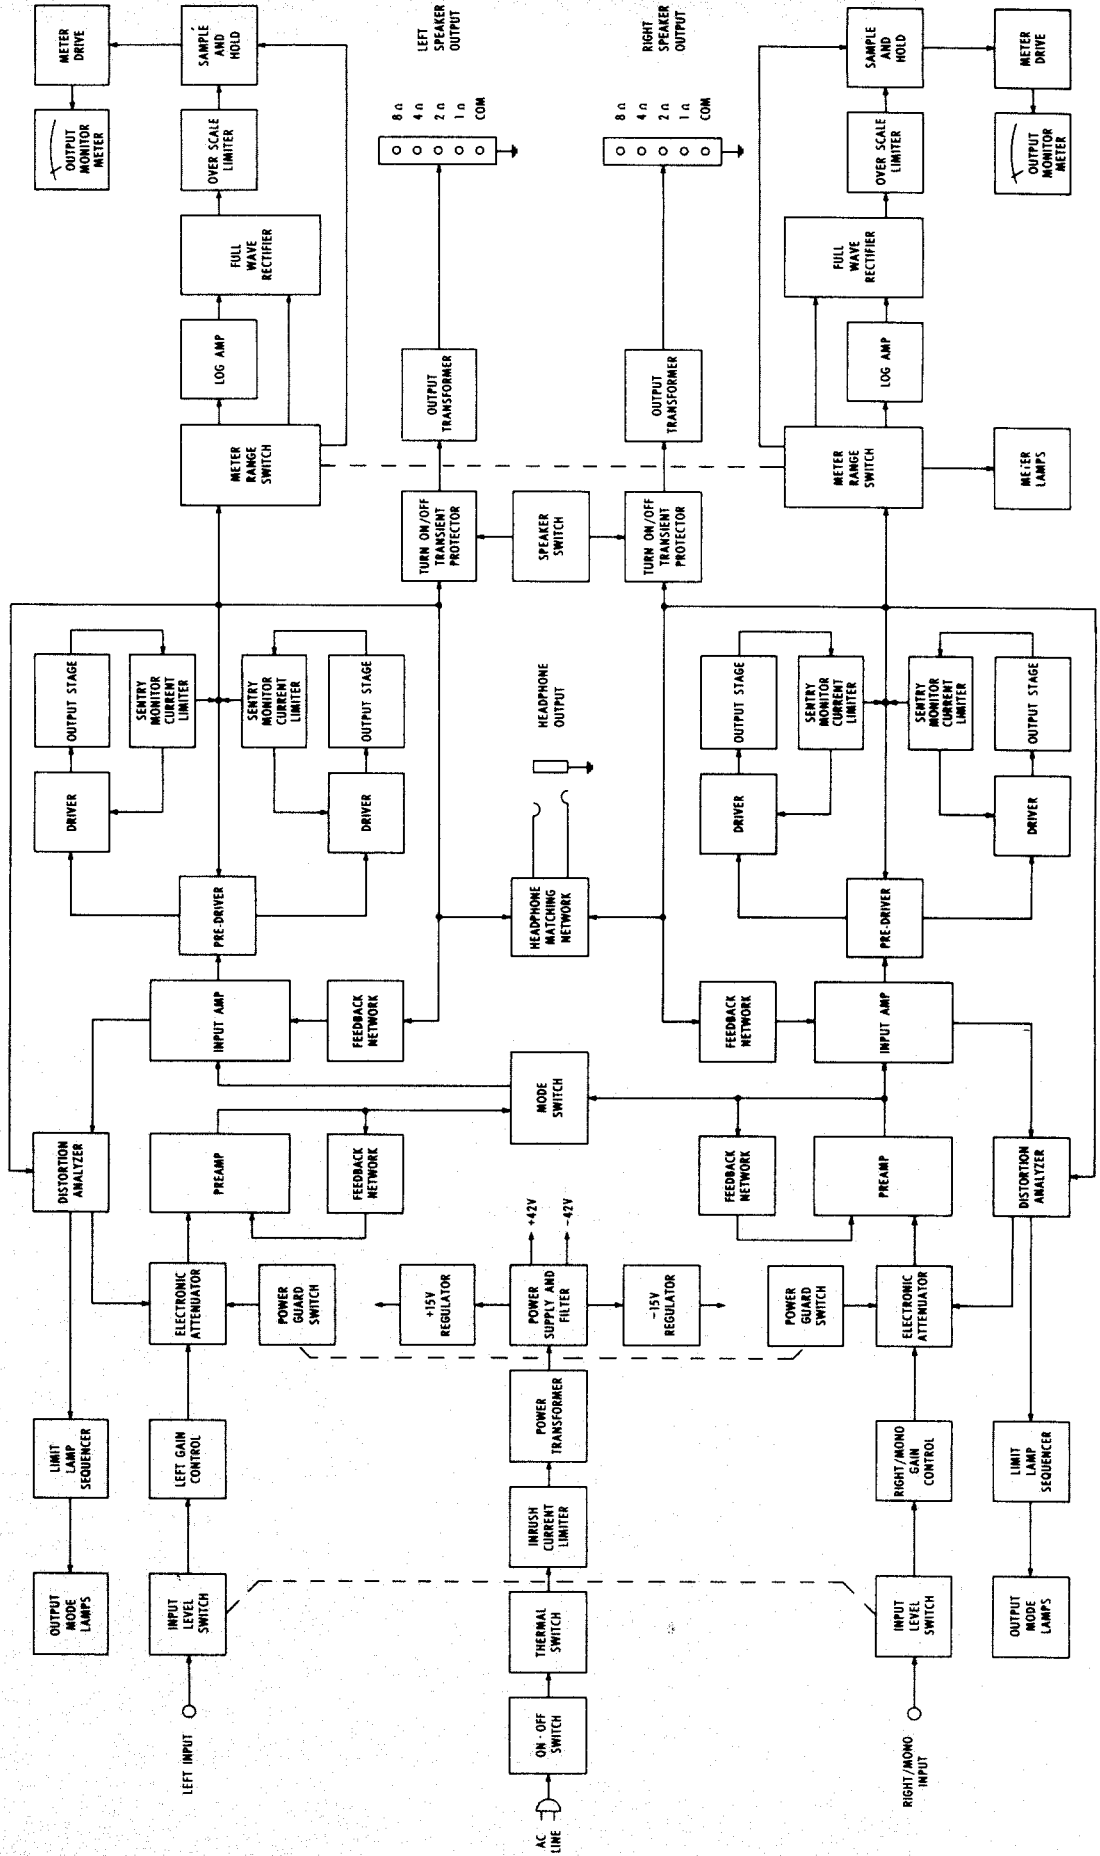 METER
DRIVE
SAMPLE
AND
HOLD
OUTPUT
MONITOR
METER
OVER SCALE
LIMITER
FULL
WAVE
RECTIFIER
LOG AMP
METER
RANGE
SWITCH
LEFT
SPEAKER
OUTPUT
8 Ω
4 Ω
2 Ω
1 Ω
COM
OUTPUT
TRANSFORMER
TURN ON/OFF
TRANSIENT
PROTECTOR
SPEAKER
SWITCH
RIGHT
SPEAKER
OUTPUT
8 Ω
4 Ω
2 Ω
1 Ω
COM
OUTPUT
TRANSFORMER
TURN ON/OFF
TRANSIENT
PROTECTOR
SAMPLE
AND
HOLD
METER
DRIVE
OVER SCALE
LIMITER
OUTPUT
MONITOR
METER
FULL
WAVE
RECTIFIER
LOG AMP
METER
RANGE
SWITCH
METER
LAMPS
OUTPUT STAGE
SENTRY
MONITOR
CURRENT
LIMITER
SENTRY
MONITOR
CURRENT
LIMITER
OUTPUT STAGE
DRIVER
DRIVER
PRE-DRIVER
INPUT AMP
FEEDBACK
NETWORK
HEADPHONE
OUTPUT
HEADPHONE
MATCHING
NETWORK
MODE
SWITCH
OUTPUT STAGE
SENTRY
MONITOR
CURRENT
LIMITER
SENTRY
MONITOR
CURRENT
LIMITER
OUTPUT STAGE
DRIVER
DRIVER
PRE-DRIVER
FEEDBACK
NETWORK
INPUT AMP
DISTORTION
ANALYZER
PREAMP
FEEDBACK
NETWORK
FEEDBACK
NETWORK
PREAMP
DISTORTION
ANALYZER
ELECTRONIC
ATTENUATOR
POWER
GUARD
SWITCH
+15V
REGULATOR
+42V
-42V
POWER
SUPPLY AND
FILTER
-15V
REGULATOR
POWER
GUARD
SWITCH
ELECTRONIC
ATTENUATOR
LIMIT
LAMP
SEQUENCER
LEFT GAIN
CONTROL
POWER
TRANSFORMER
INRUSH
CURRENT
LIMITER
RIGHT/MONO
GAIN
CONTROL
LIMIT
LAMP
SEQUENCER
OUTPUT
MODE
LAMPS
INPUT
LEVEL
SWITCH
THERMAL
SWITCH
INPUT
LEVEL
SWITCH
OUTPUT
MODE
LAMPS
LEFT INPUT
ON-OFF
SWITCH
AC
LINE
RIGHT/MONO
INPUT